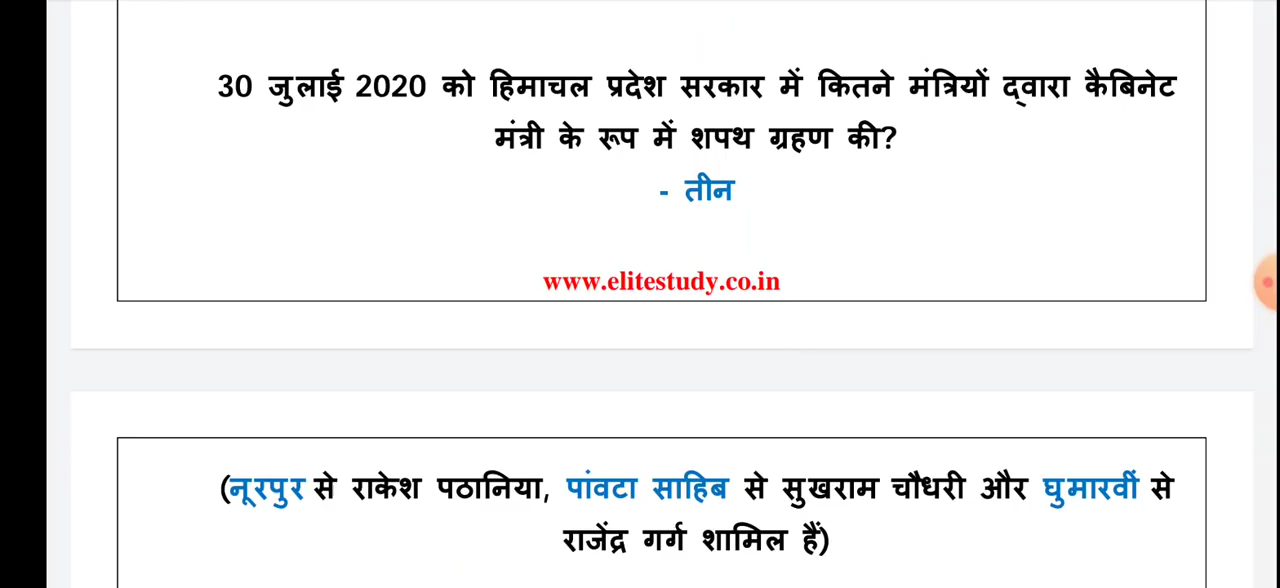 30 जुलाई 2020 को हिमाचल प्रदेश सरकार में कितने मंत्रियों द्वारा कैबिनेट
मंत्री के रूप में शपथ ग्रहण की?
- तीन
www.elitestudy.co.in
(नूरपुर से राकेश पठानिया, पांवटा साहिब से सुखराम चौधरी और घुमारवीं से
राजेंद्र गर्ग शामिल हैं)